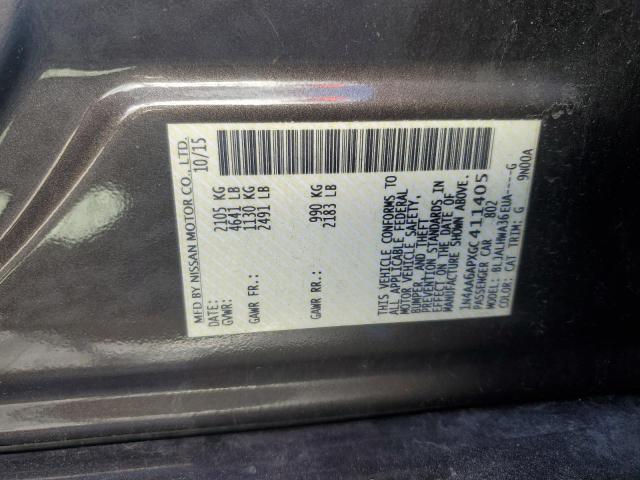 MFD BY NISSAN MOTOR CO., LTD.
DATE: 10/15
GVWR: 2105 KG
4641 LB
GAWR FR.: 1130 KG
2491 LB
GAWR RR.: 990 KG
2183 LB
THIS VEHICLE CONFORMS TO
ALL APPLICABLE FEDERAL
MOTOR VEHICLE SAFETY,
BUMPER, AND THEFT
PREVENTION STANDARDS IN
EFFECT ON THE DATE OF
MANUFACTURE SHOWN ABOVE.
1N4AA6APXGC411405
PASSENGER CAR 802
MODEL: BLJALHWA36EUA----G
COLOR: CAT TRIM: G 9N00A